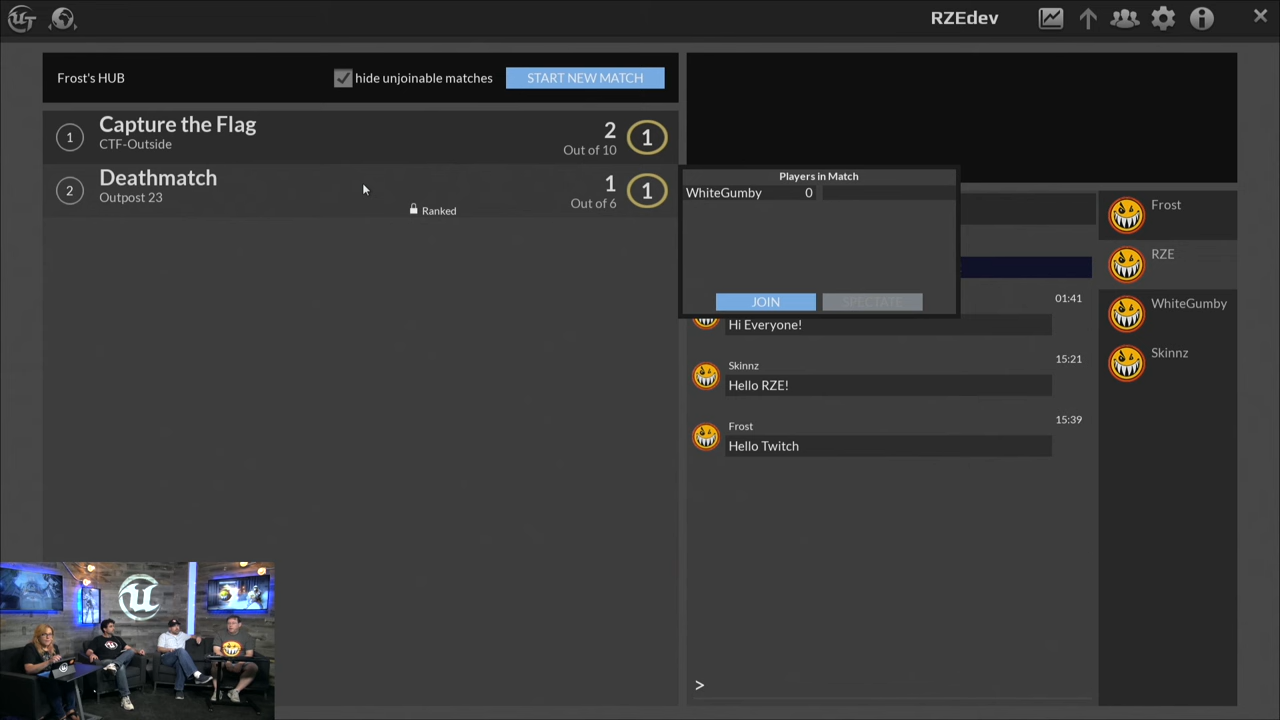 RZEdev
Frost's HUB
hide unjoinable matches
START NEW MATCH
1
Capture the Flag
CTF-Outside
2
Out of 10
1
2
Deathmatch
Outpost 23
Ranked
1
Out of 6
1
Players in Match
WhiteGumby 0
JOIN
SPECTATE
01:41
Hi Everyone!
Skinnz
15:21
Hello RZE!
Frost
15:39
Hello Twitch
>
Frost
RZE
WhiteGumby
Skinnz